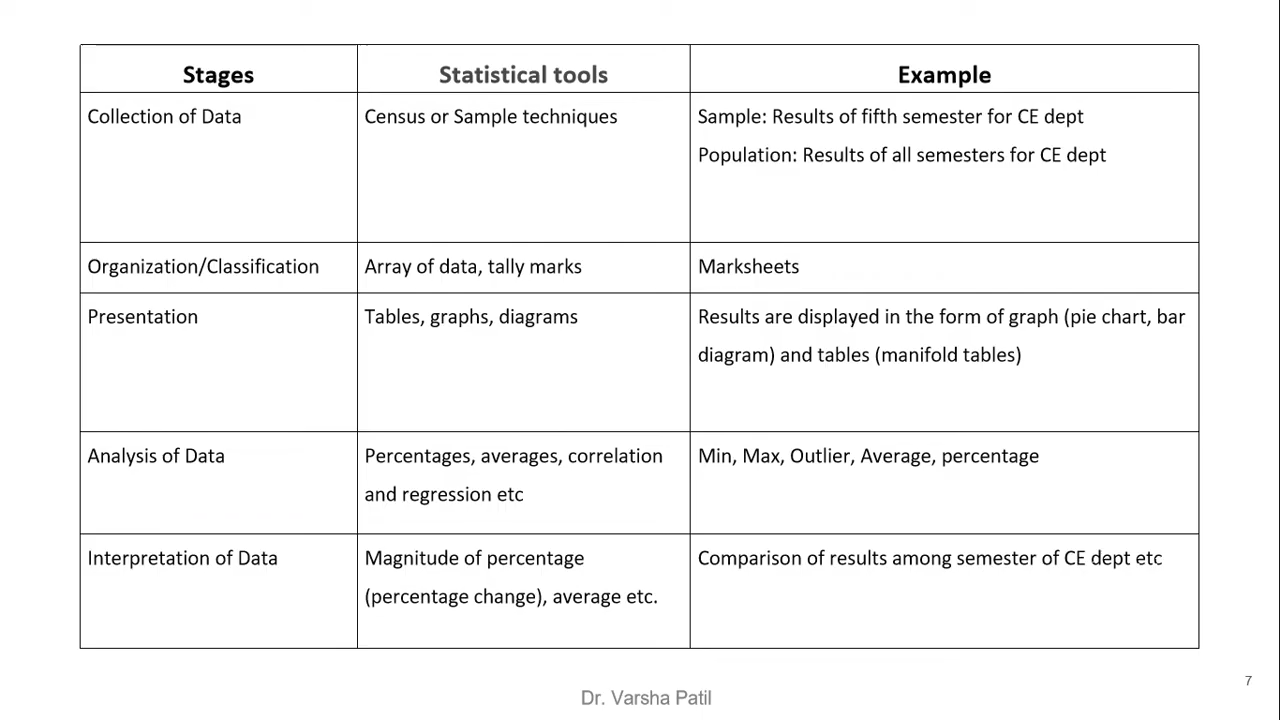 Stages
Statistical tools
Example
Collection of Data
Census or Sample techniques
Sample: Results of fifth semester for CE dept
Population: Results of all semesters for CE dept
Organization/Classification
Array of data, tally marks
Marksheets
Presentation
Tables, graphs, diagrams
Results are displayed in the form of graph (pie chart, bar
diagram) and tables (manifold tables)
Analysis of Data
Percentages, averages, correlation
and regression etc
Min, Max, Outlier, Average, percentage
Interpretation of Data
Magnitude of percentage
(percentage change), average etc.
Comparison of results among semester of CE dept etc
Dr. Varsha Patil
7